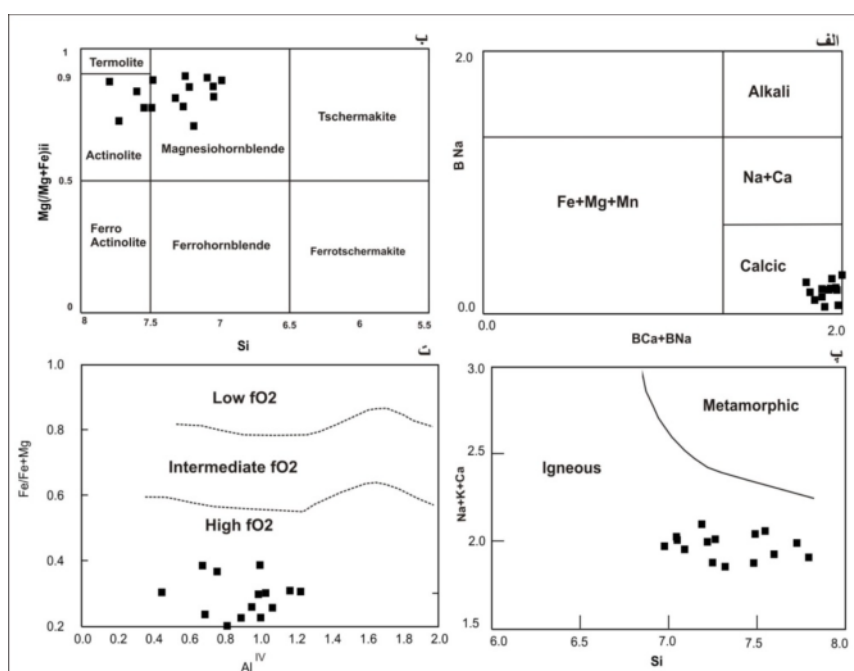 ب
Mg(/Mg+Fe)ii
1
0.9
0.5
0
Termolite
Actinolite
Magnesiohornblende
Tschermakite
Ferro
Actinolite
Ferrohornblende
Ferrotschermakite
8
7.5
7
6.5
6
5.5
Si
الف
B Na
2.0
0.0
Alkali
Na+Ca
Fe+Mg+Mn
Calcic
0.0
2.0
BCa+BNa
Fe/Fe+Mg
1.0
0.8
0.6
0.4
0.2
Low fO2
Intermediate fO2
High fO2
0.0
0.4
0.6
0.8
1.0
1.2
1.4
1.6
1.8
2.0
Al IV
Na+K+Ca
3.0
2.5
2.0
1.5
Metamorphic
Igneous
6.0
7.0
7.5
8.0
Si